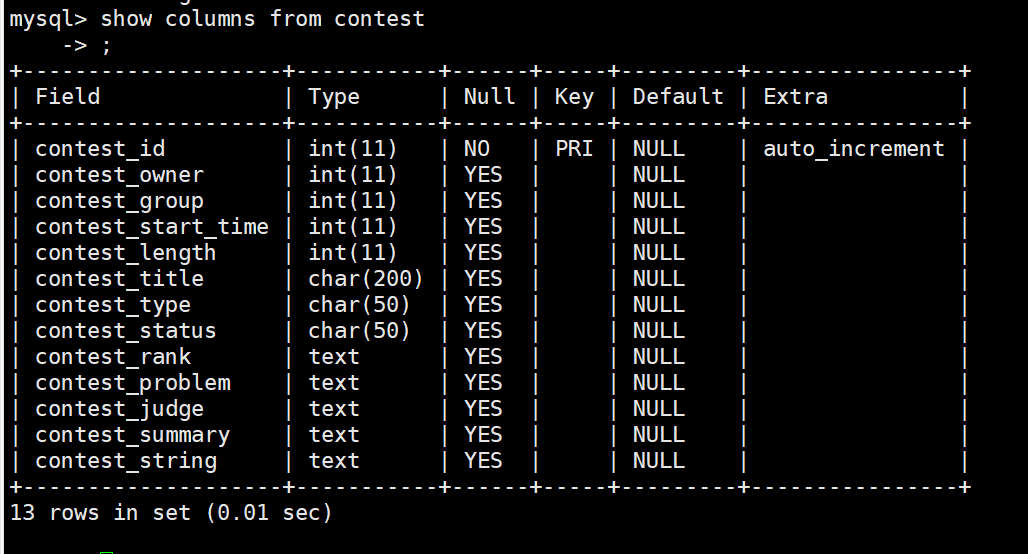 mysql> show columns from contest
    -> ;
+--------------------+-----------+------+-----+---------+----------------+
| Field              | Type      | Null | Key | Default | Extra          |
+--------------------+-----------+------+-----+---------+----------------+
| contest_id         | int(11)   | NO   | PRI | NULL    | auto_increment |
| contest_owner      | int(11)   | YES  |     | NULL    |                |
| contest_group      | int(11)   | YES  |     | NULL    |                |
| contest_start_time | int(11)   | YES  |     | NULL    |                |
| contest_length     | int(11)   | YES  |     | NULL    |                |
| contest_title      | char(200) | YES  |     | NULL    |                |
| contest_type       | char(50)  | YES  |     | NULL    |                |
| contest_status     | char(50)  | YES  |     | NULL    |                |
| contest_rank       | text      | YES  |     | NULL    |                |
| contest_problem    | text      | YES  |     | NULL    |                |
| contest_judge      | text      | YES  |     | NULL    |                |
| contest_summary    | text      | YES  |     | NULL    |                |
| contest_string     | text      | YES  |     | NULL    |                |
+--------------------+-----------+------+-----+---------+----------------+
13 rows in set (0.01 sec)